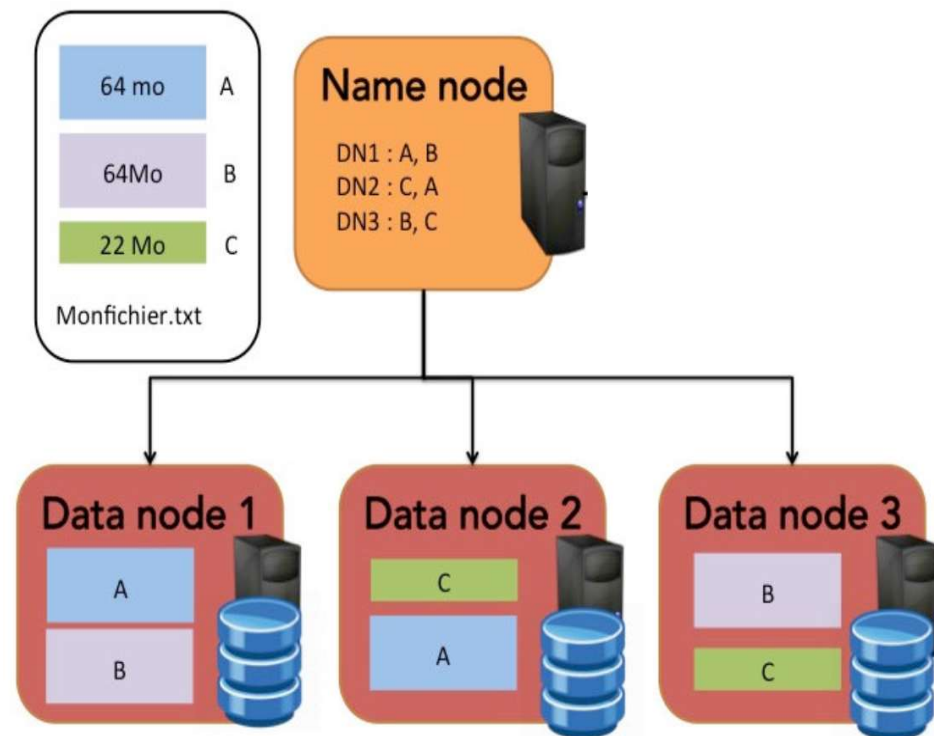 64 mo
A
64Mo
B
22 Mo
C
Monfichier.txt
Name node
DN1 : A, B
DN2 : C, A
DN3 : B, C
Data node 1
A
B
Data node 2
C
A
Data node 3
B
C